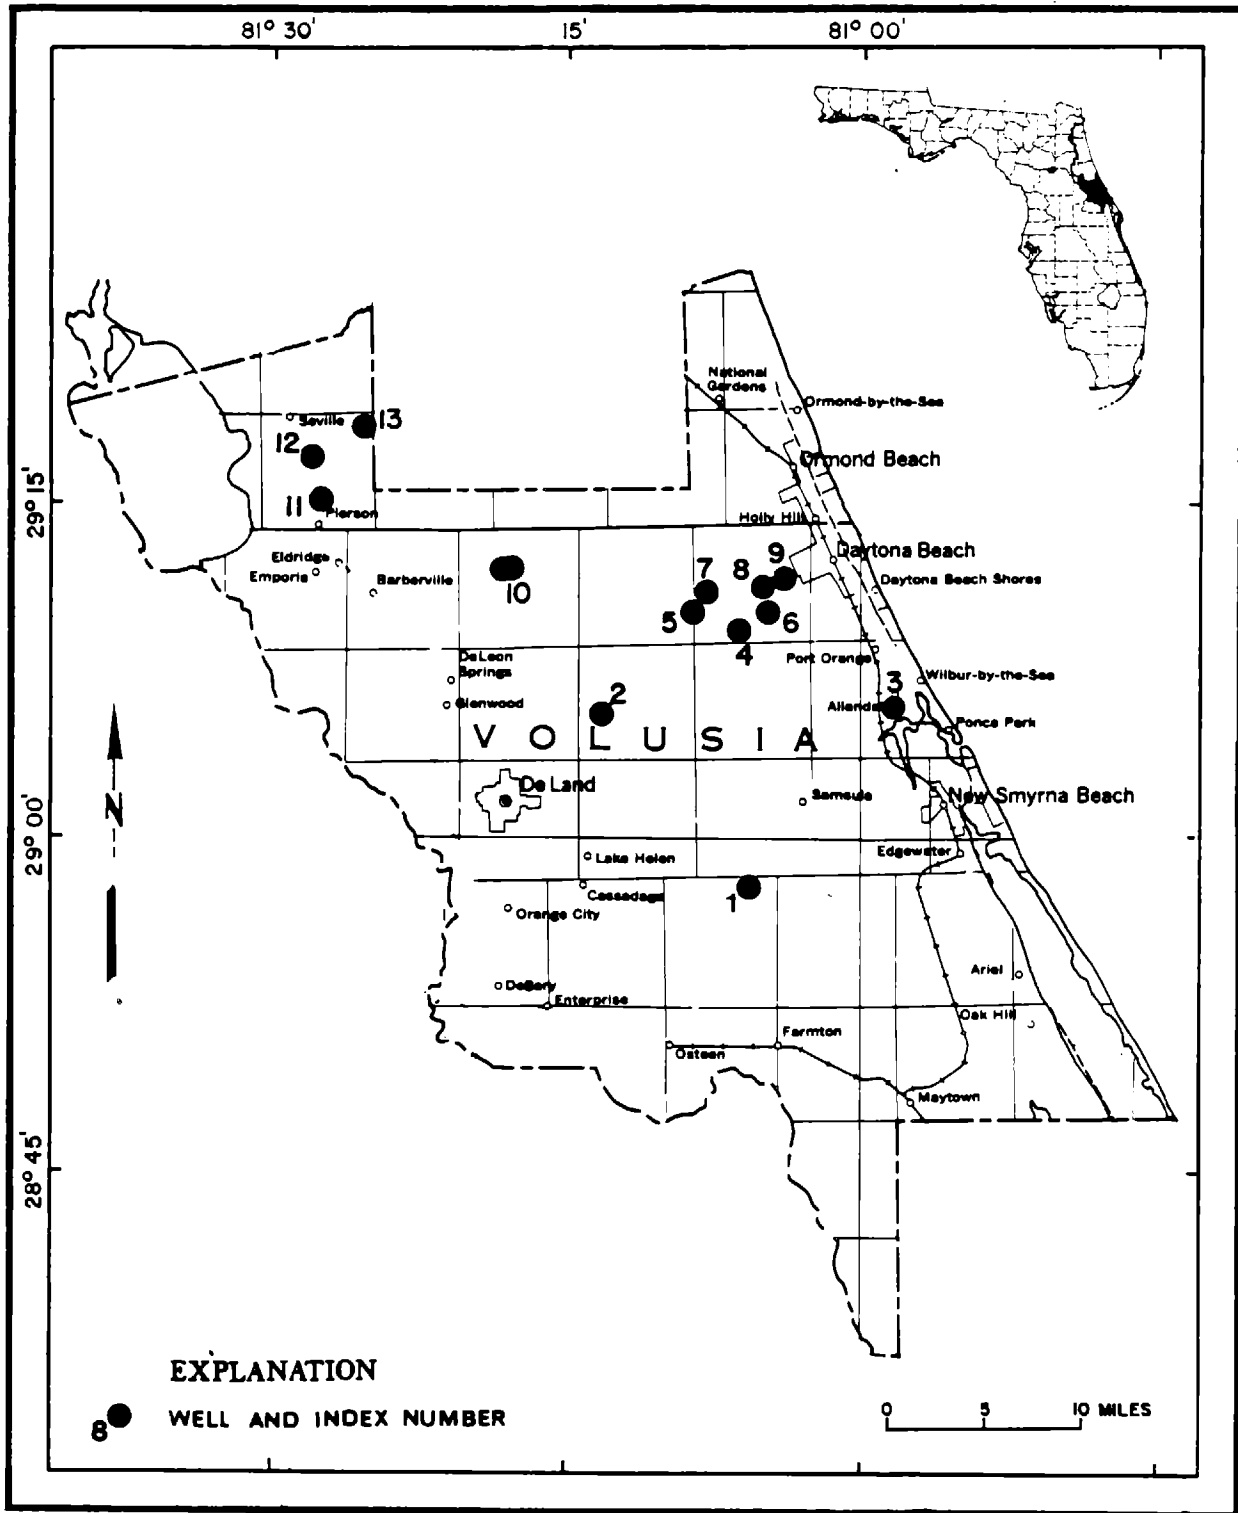 81° 30'
15'
81° 00'
National
Gardens
Ormond-by-the-Sea
Seville
13
12
Ormond Beach
29° 15'
11
Pierson
Holly Hill
Eldridge
Emporia
Barberville
10
7
8
9
Daytona Beach
Daytona Beach Shores
5
6
4
Port Orange
DeLeon
Springs
Glenwood
2
3
Wilbur-by-the-Sea
Allendale
Ponce Park
VOLUSIA
DeLand
Samsula
New Smyrna Beach
29° 00'
Lake Helen
Edgewater
Cassadaga
1
Orange City
Ariel
DeBary
Enterprise
Oak Hill
Farmton
Osteen
Maytown
28° 45'
N
EXPLANATION
8
WELL AND INDEX NUMBER
0 5 10 MILES